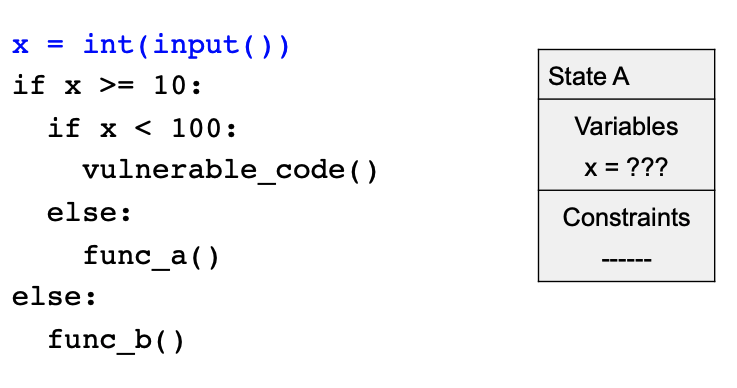 x = int(input())
if x >= 10:
  if x < 100:
    vulnerable_code()
  else:
    func_a()
else:
  func_b()
State A
Variables
x = ???
Constraints
------